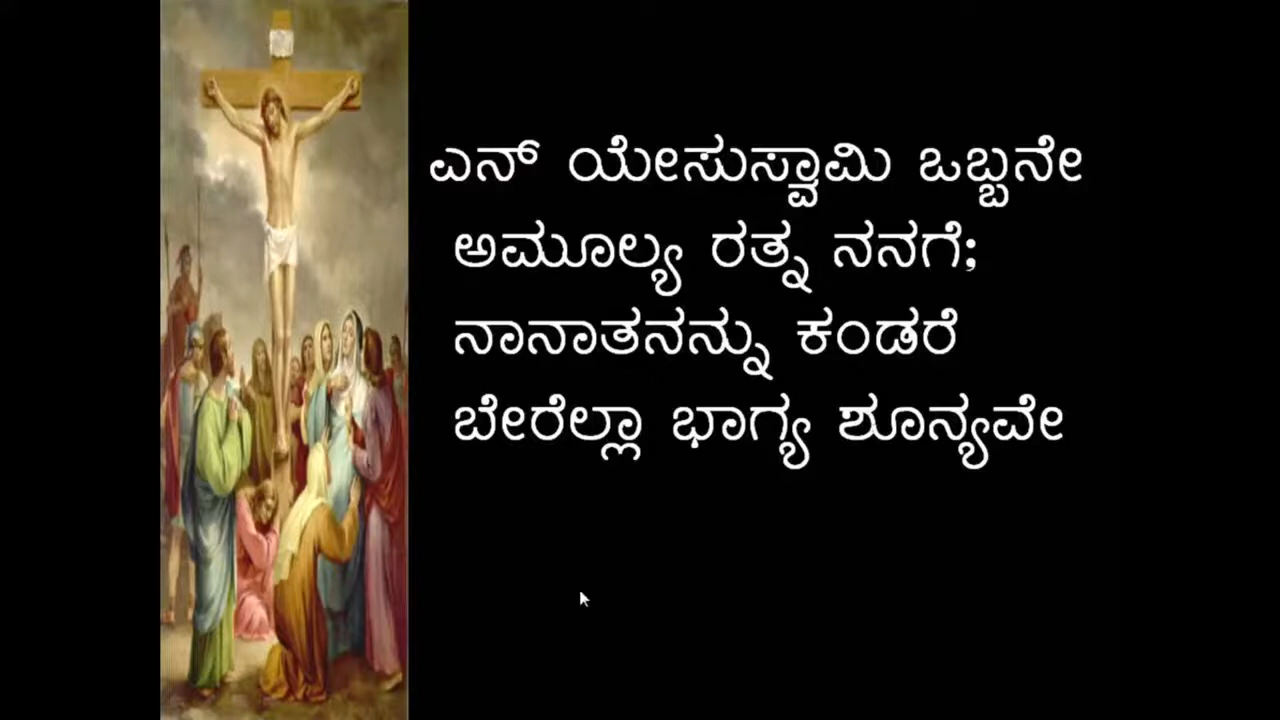 ಎನ್ ಯೇಸುಸ್ವಾಮಿ ಒಬ್ಬನೇ
ಅಮೂಲ್ಯ ರತ್ನ ನನಗೆ;
ನಾನಾತನನ್ನು ಕಂಡರೆ
ಬೇರೆಲ್ಲಾ ಭಾಗ್ಯ ಶೂನ್ಯವೇ